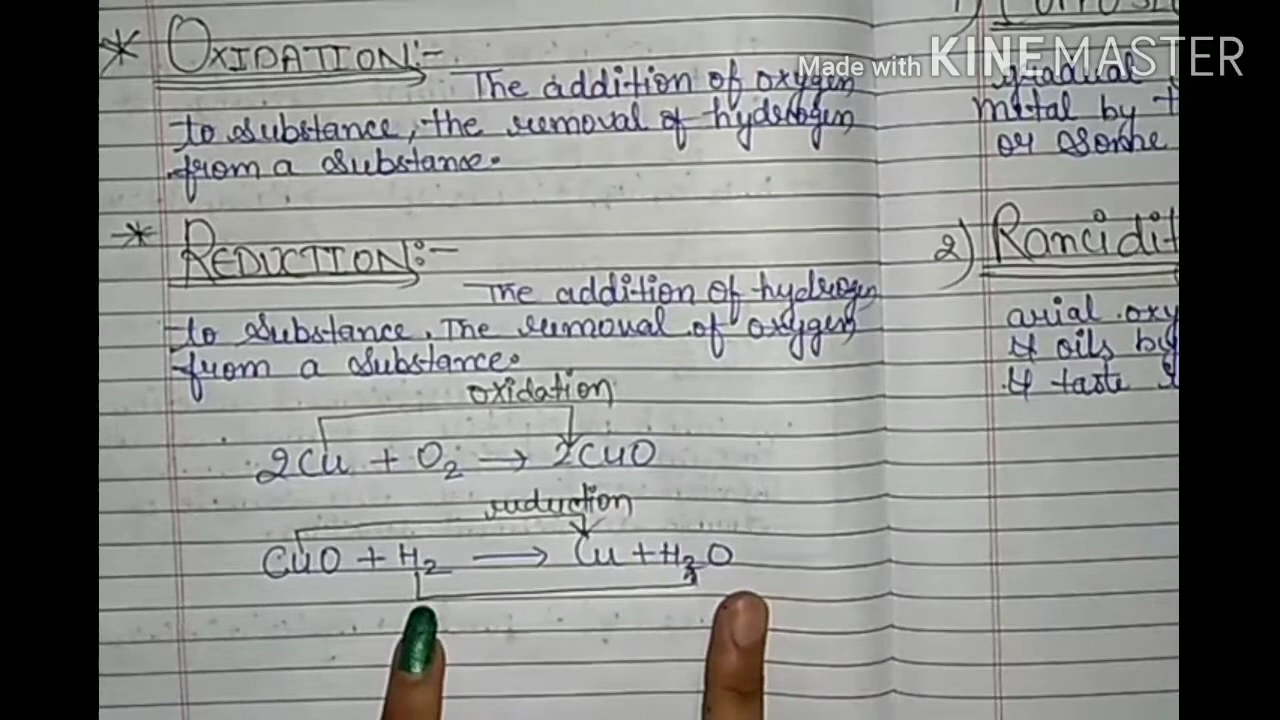 * OXIDATION:-
The addition of oxygen
to substance, the removal of hydrogen
from a substance.
* REDUCTION:-
The addition of hydrogen
to substance. The removal of oxygen
from a substance.
oxidation
2Cu + O₂ → 2CuO
reduction
CuO + H₂ → Cu + H₂O
Made with KINEMASTER
1)
gradual
metal by
or some
2) Rancidit
arial oxy
& oils by
& taste